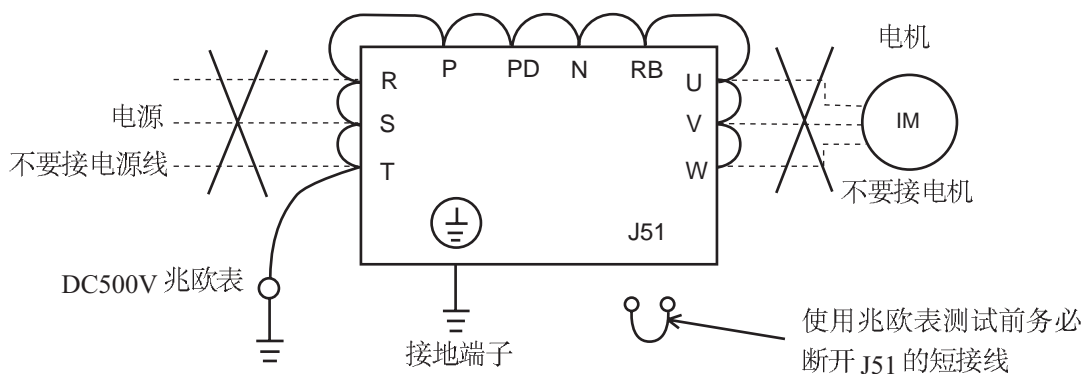 电机
P PD N RB
R U
电源 S V IM
不要接电源线 T W 不要接电机
J51
DC500V 兆欧表
接地端子
使用兆欧表测试前务必
断开 J51 的短接线